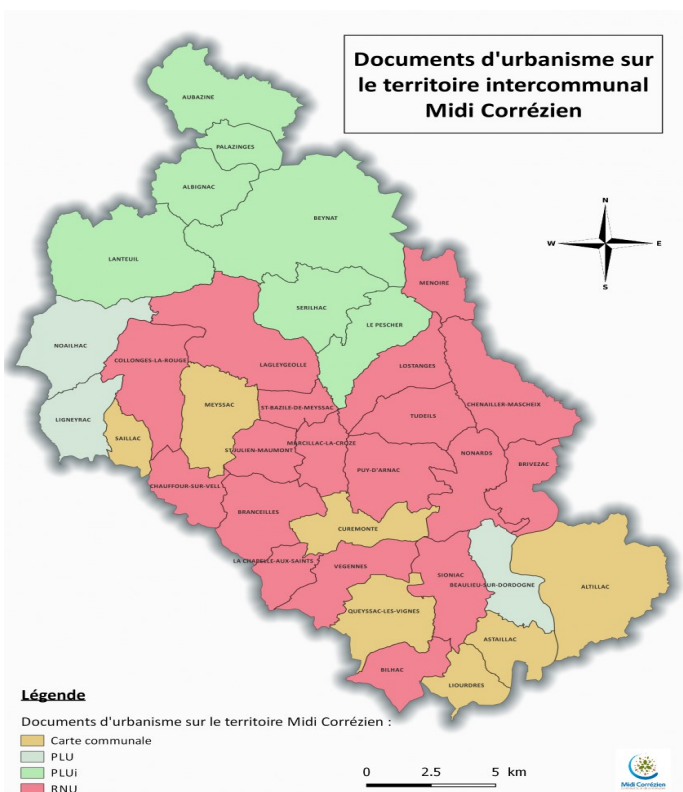 Documents d'urbanisme sur
le territoire intercommunal
Midi Corrézien
AUBAZINE
PALAZINGES
ALBIGNAC
BEYNAT
N
W
E
S
LANTEUIL
MENOIRE
SERILHAC
LE PESCHER
NOAILHAC
COLLONGES-LA-ROUGE
LAGLEYGEOLLE
LOSTANGES
MEYSSAC
ST-BAZILE-DE-MEYSSAC
CHENAILLER-MASCHEIX
TUDEILS
LIGNEYRAC
SAILLAC
ST-JULIEN-MAUMONT
MARCILLAC-LA-CROZE
NONARDS
BRIVEZAC
PUY-D'ARNAC
CHAUFFOUR-SUR-VELL
BRANCEILLES
CUREMONTE
LA CHAPELLE-AUX-SAINTS
VEGENNES
SIONIAC
BEAULIEU-SUR-DORDOGNE
ALTILLAC
QUEYSSAC-LES-VIGNES
ASTAILLAC
BILHAC
LIOURDRES
Légende
Documents d'urbanisme sur le territoire Midi Corrézien :
Carte communale
PLU
PLUi
RNU
0 2.5 5 km
Midi Corrézien